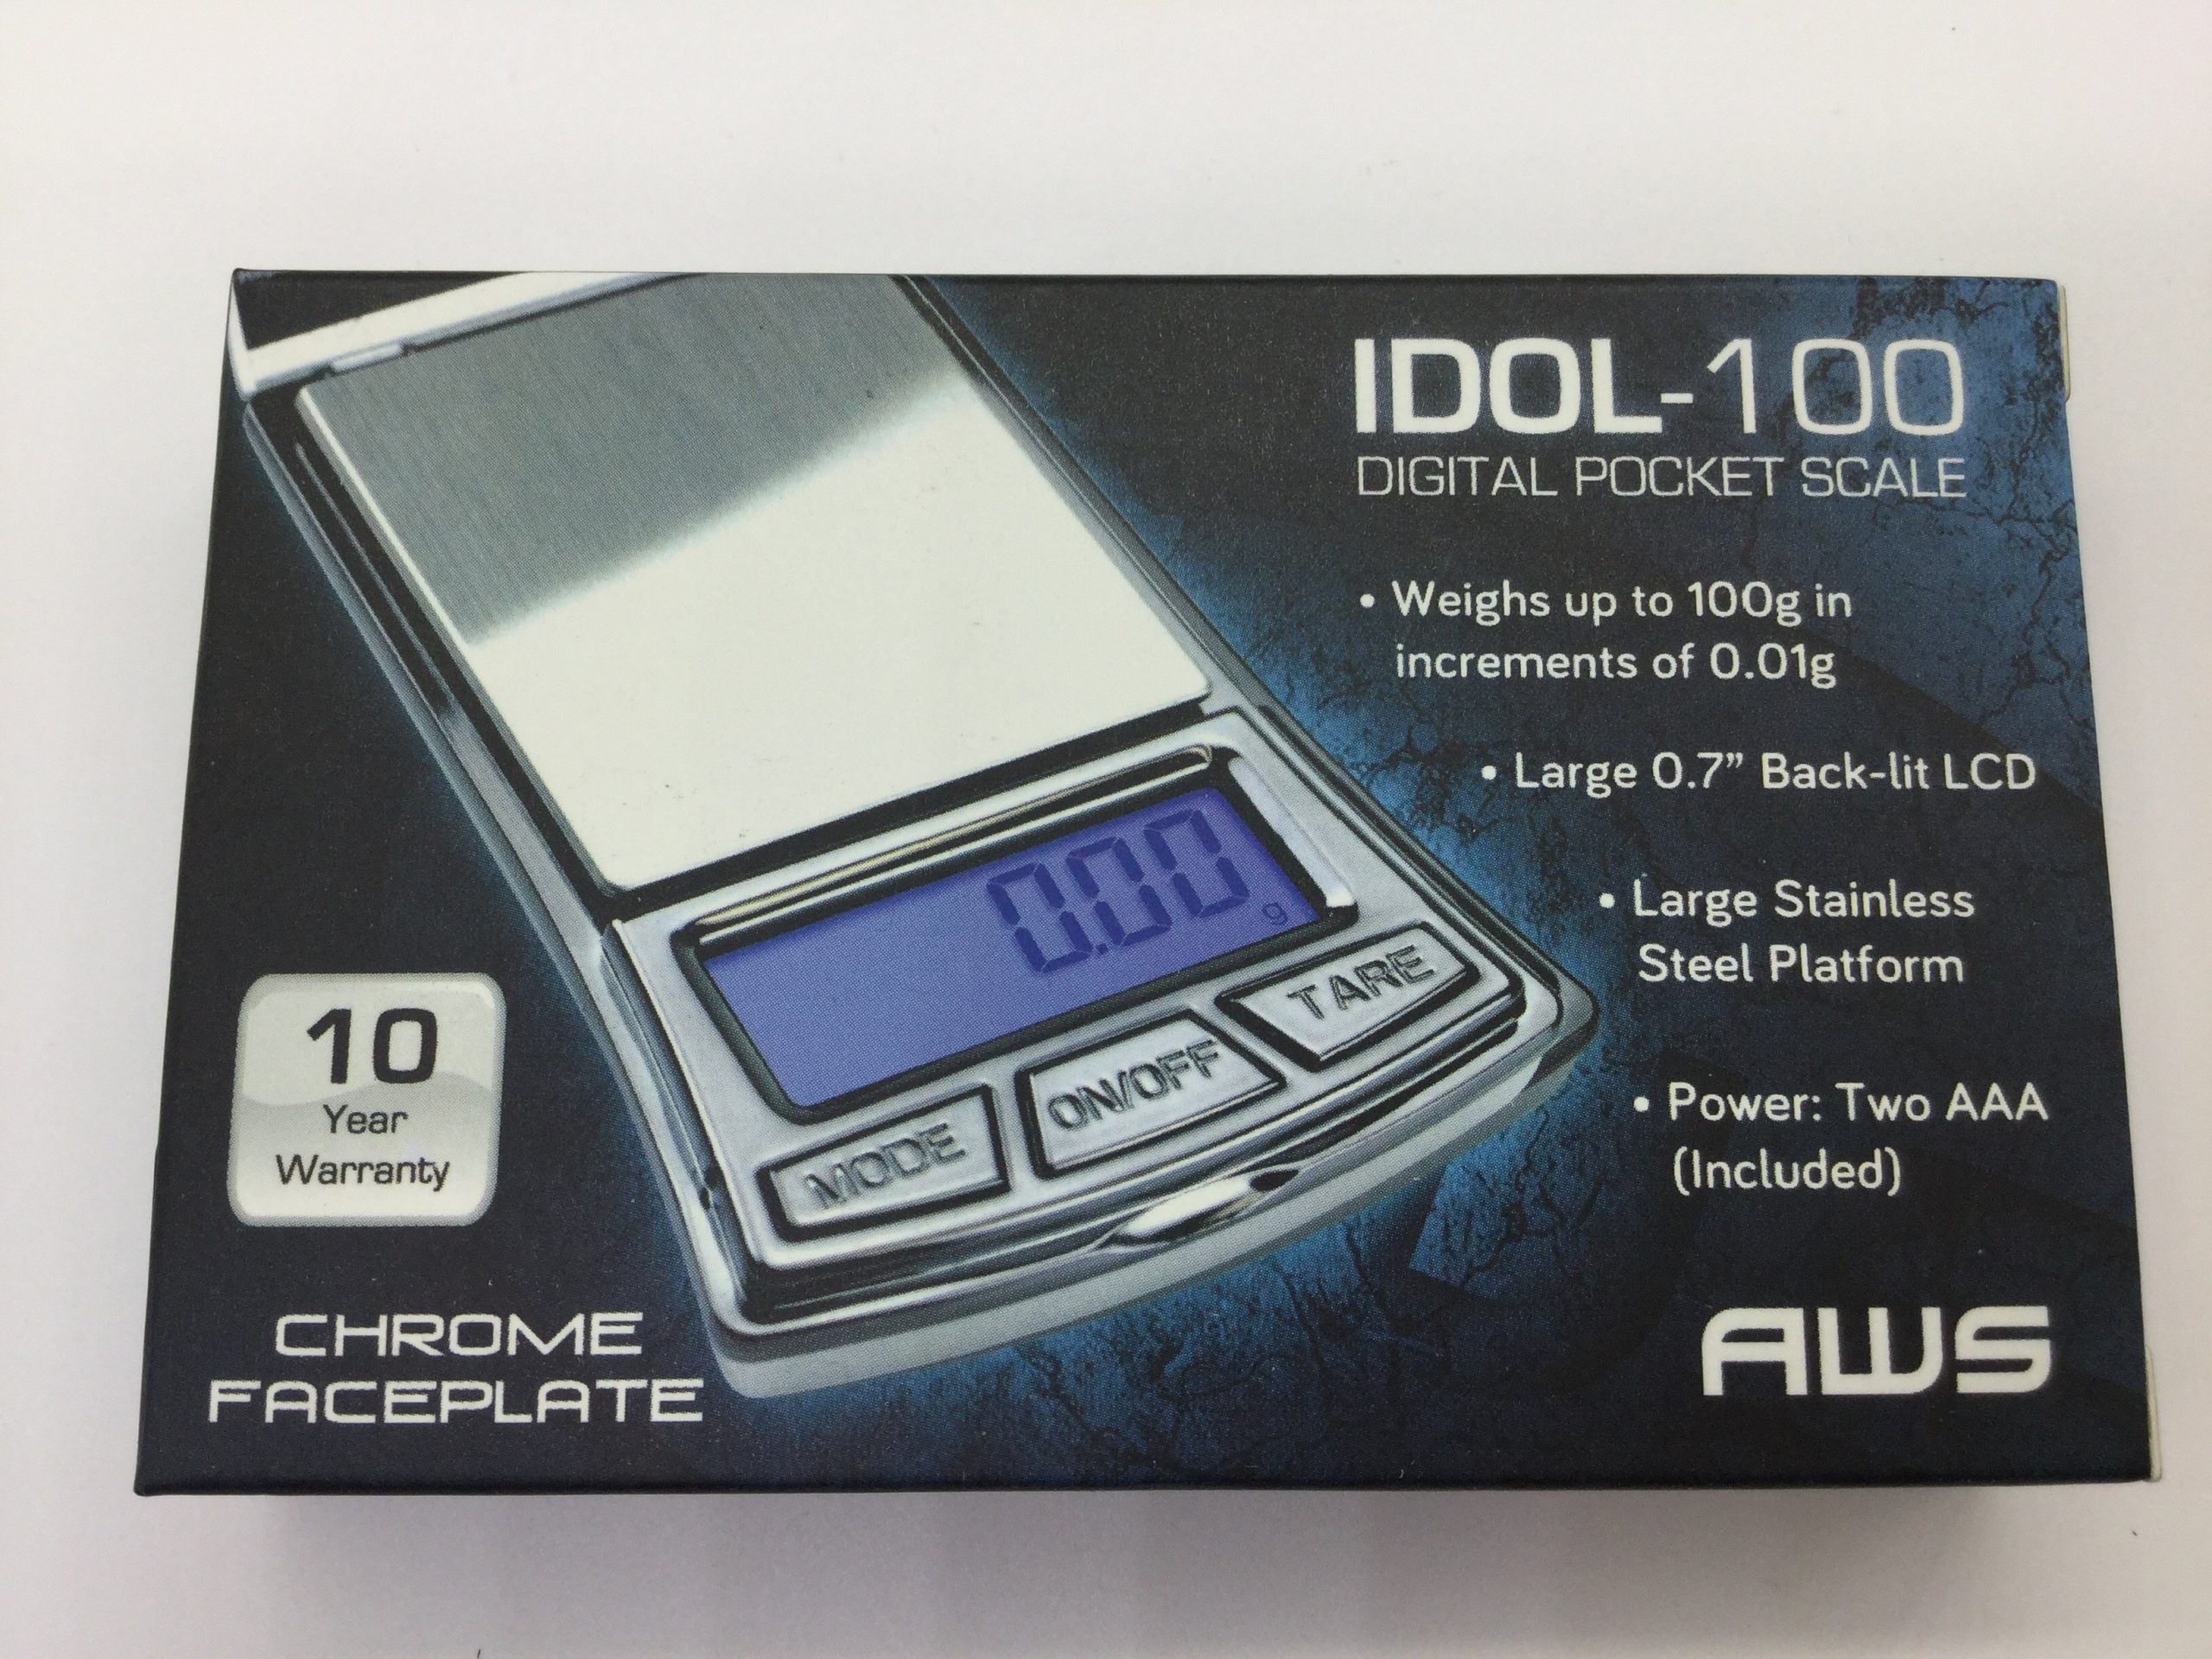 IDOL-100
DIGITAL POCKET SCALE
• Weighs up to 100g in
increments of 0.01g
• Large 0.7” Back-lit LCD
• Large Stainless
Steel Platform
• Power: Two AAA
(Included)
AWS
0.00 g
MODE ON/OFF TARE
10
Year
Warranty
CHROME
FACEPLATE